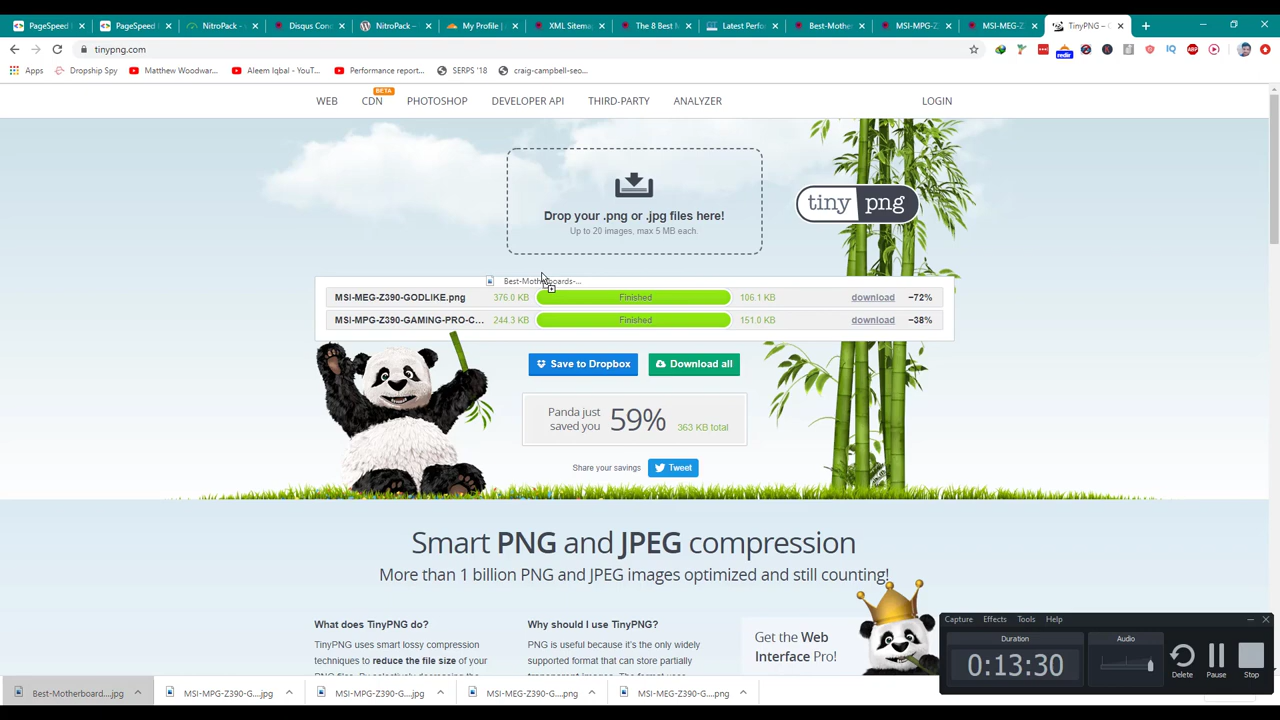 PageSpeed
PageSpeed
NitroPack -
Disqus Con
NitroPack –
My Profile |
XML Sitema
The 8 Best M
Latest Perfo
Best-Mothe
MSI-MPG-Z
MSI-MEG-Z
TinyPNG – C
tinypng.com
Apps
Dropship Spy
Matthew Woodwar...
Aleem Iqbal - YouT...
Performance report...
SERPS '18
craig-campbell-seo...
WEB
CDN
BETA
PHOTOSHOP
DEVELOPER API
THIRD-PARTY
ANALYZER
LOGIN
Drop your .png or .jpg files here!
Up to 20 images, max 5 MB each.
tiny png
Best-Motherboards-...
MSI-MEG-Z390-GODLIKE.png 376.0 KB Finished 106.1 KB download −72%
MSI-MPG-Z390-GAMING-PRO-C... 244.3 KB Finished 151.0 KB download −38%
Save to Dropbox
Download all
Panda just
saved you
59%
363 KB total
Share your savings
Tweet
Smart PNG and JPEG compression
More than 1 billion PNG and JPEG images optimized and still counting!
What does TinyPNG do?
TinyPNG uses smart lossy compression
techniques to reduce the file size of your
Why should I use TinyPNG?
PNG is useful because it's the only widely
supported format that can store partially
Get the Web
Interface Pro!
Capture Effects Tools Help
Duration
0:13:30
Audio
Delete
Pause
Stop
Best-Motherboard....jpg
MSI-MPG-Z390-G....jpg
MSI-MPG-Z390-G....jpg
MSI-MEG-Z390-G....png
MSI-MEG-Z390-G....png